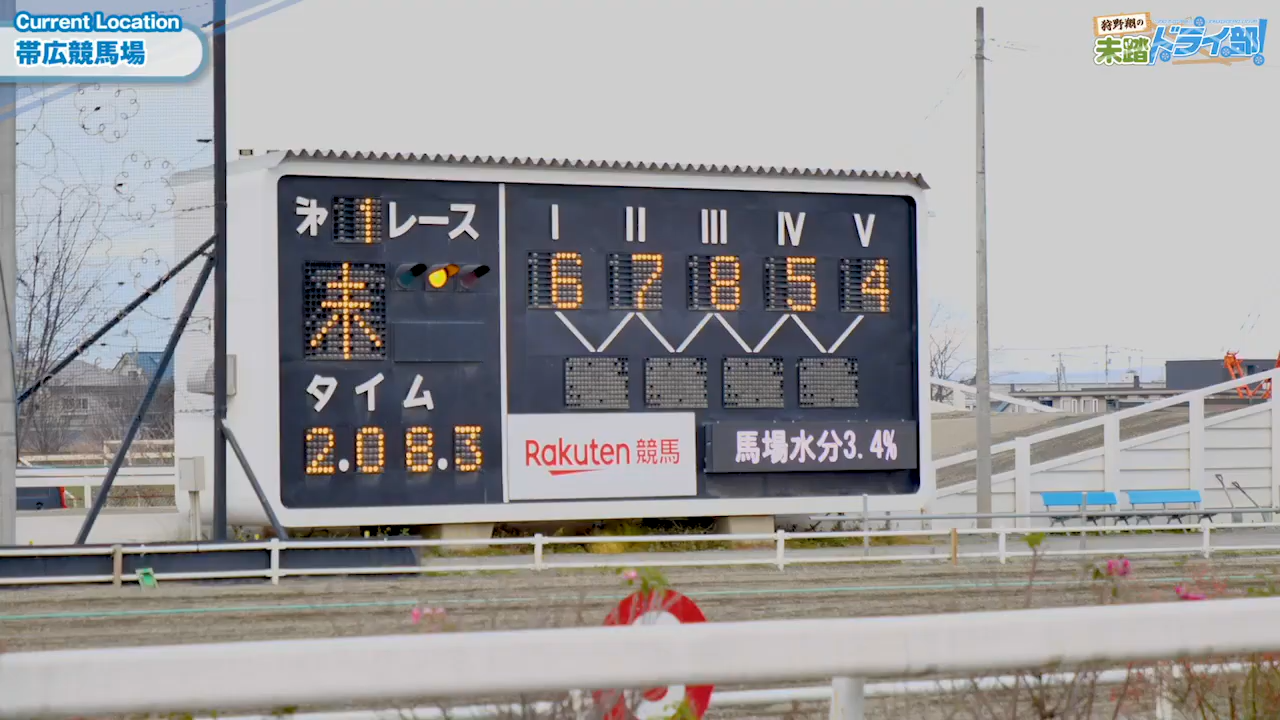 Current Location
帯広競馬場
狩野翔の
未踏ドライ部!
㐧1レース
未
タイム
2.08.3
I II III IV V
6 7 8 5 4
Rakuten 競馬
馬場水分3.4%